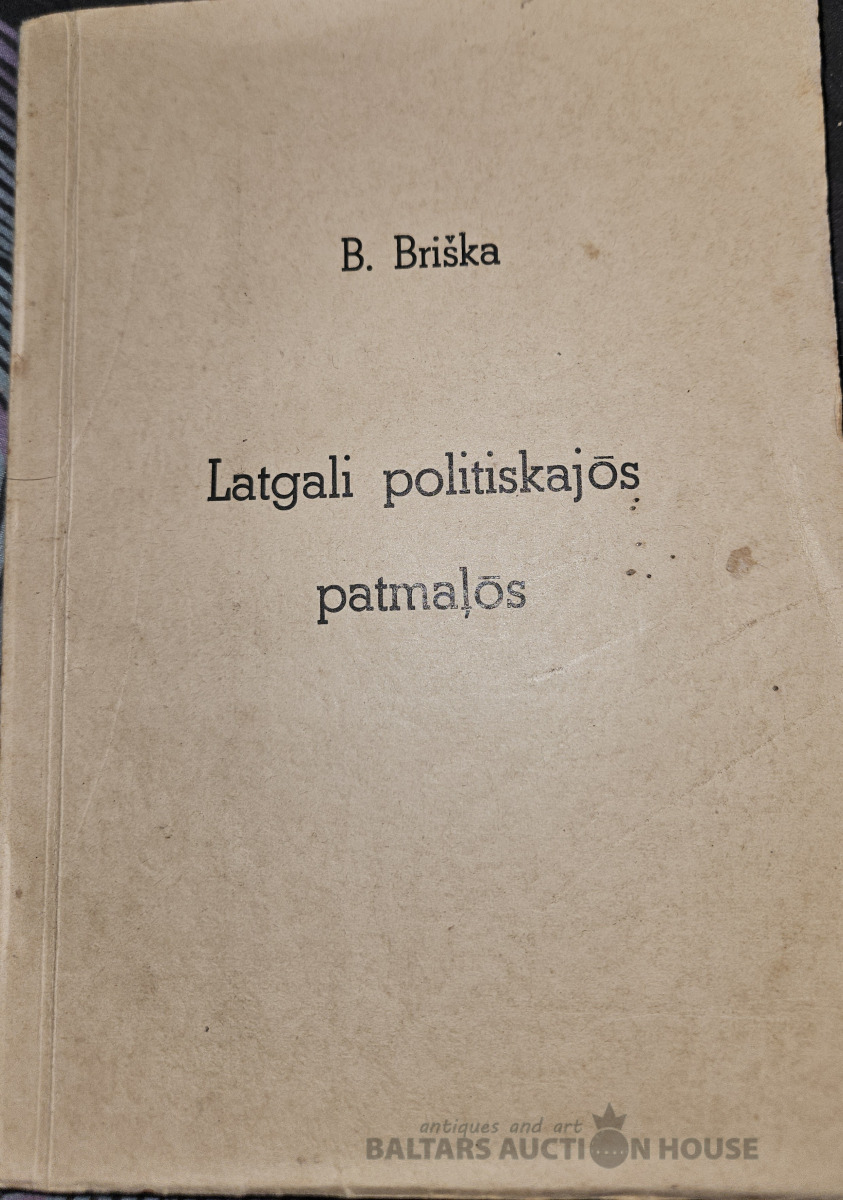 B. Briška
Latgali politiskajōs
patmaļōs
antiques and art
BALTARS AUCTION HOUSE